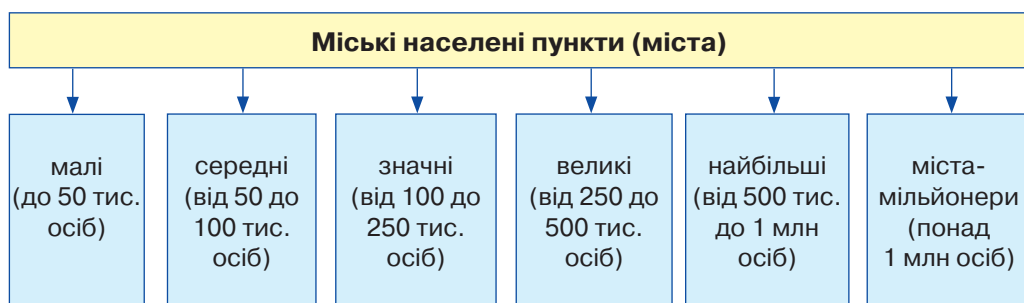 Міські населені пункти (міста)
малі
(до 50 тис.
осіб)
середні
(від 50 до
100 тис.
осіб)
значні
(від 100 до
250 тис.
осіб)
великі
(від 250 до
500 тис.
осіб)
найбільші
(від 500 тис.
до 1 млн
осіб)
міста-
мільйонери
(понад
1 млн осіб)